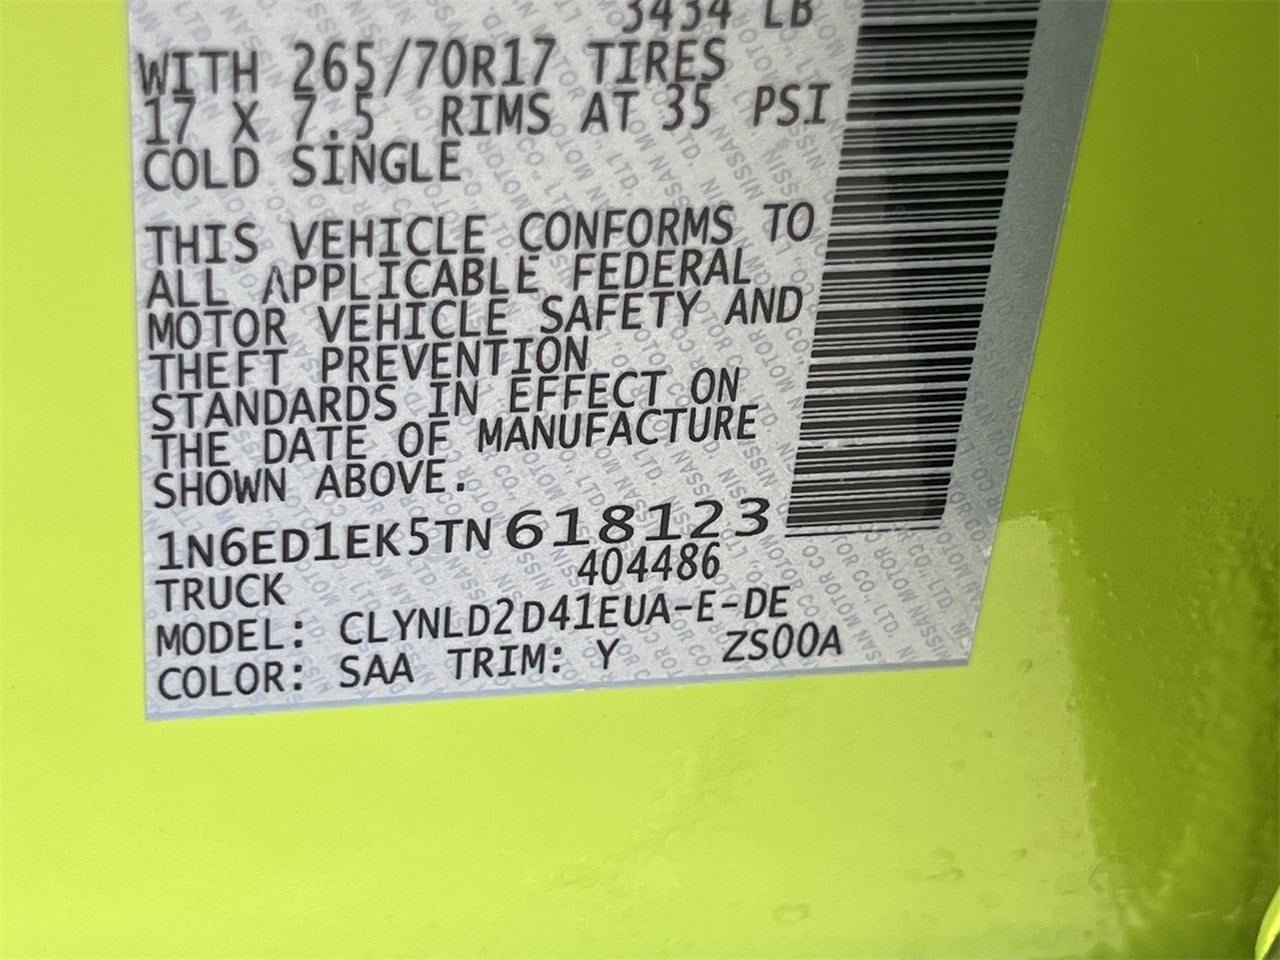 3434 LB
WITH 265/70R17 TIRES
17 X 7.5 RIMS AT 35 PSI
COLD SINGLE
THIS VEHICLE CONFORMS TO
ALL APPLICABLE FEDERAL
MOTOR VEHICLE SAFETY AND
THEFT PREVENTION
STANDARDS IN EFFECT ON
THE DATE OF MANUFACTURE
SHOWN ABOVE.
1N6ED1EK5TN618123
404486
TRUCK
MODEL: CLYNLD2D41EUA-E-DE
COLOR: SAA TRIM: Y ZS00A